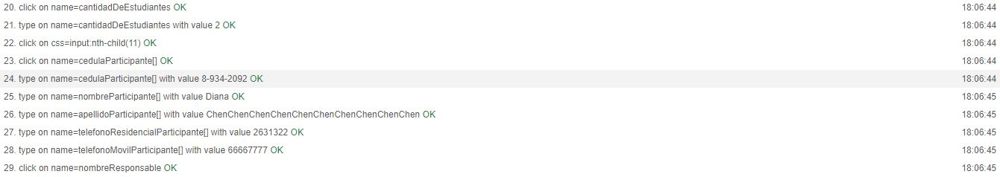 20. click on name=cantidadDeEstudiantes OK 18:06:44
21. type on name=cantidadDeEstudiantes with value 2 OK 18:06:44
22. click on css=input:nth-child(11) OK 18:06:44
23. click on name=cedulaParticipante[] OK 18:06:44
24. type on name=cedulaParticipante[] with value 8-934-2092 OK 18:06:44
25. type on name=nombreParticipante[] with value Diana OK 18:06:45
26. type on name=apellidoParticipante[] with value ChenChenChenChenChenChenChenChenChenChen OK 18:06:45
27. type on name=telefonoResidencialParticipante[] with value 2631322 OK 18:06:45
28. type on name=telefonoMovilParticipante[] with value 66667777 OK 18:06:45
29. click on name=nombreResponsable OK 18:06:45